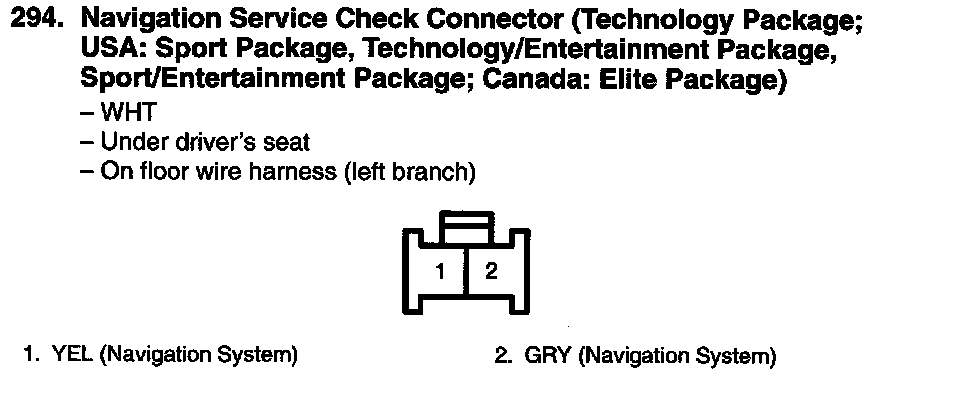 294. Navigation Service Check Connector (Technology Package;
USA: Sport Package, Technology/Entertainment Package,
Sport/Entertainment Package; Canada: Elite Package)
– WHT
– Under driver's seat
– On floor wire harness (left branch)
1 2
1. YEL (Navigation System) 2. GRY (Navigation System)